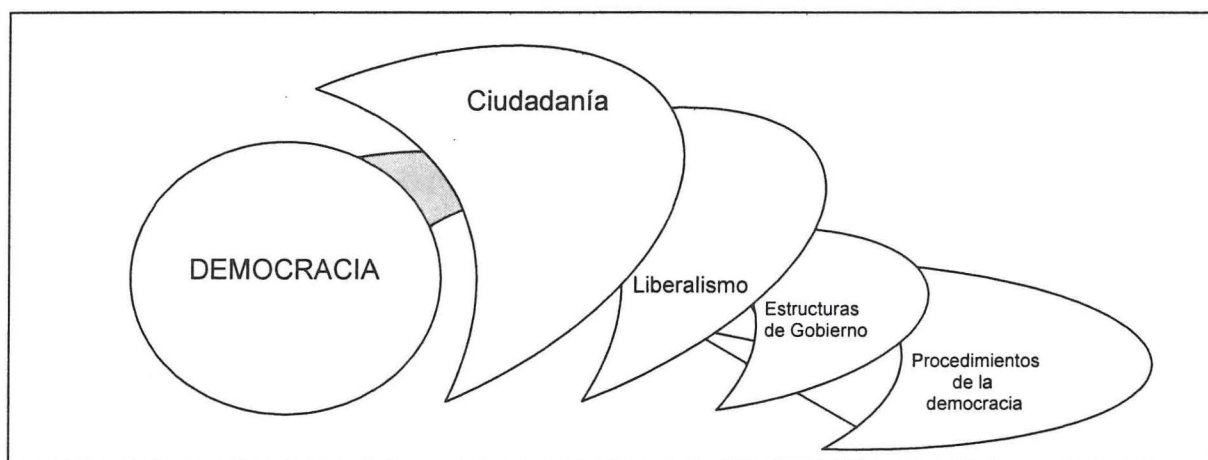 Ciudadanía
DEMOCRACIA
Liberalismo
Estructuras
de Gobierno
Procedimientos
de la
democracia